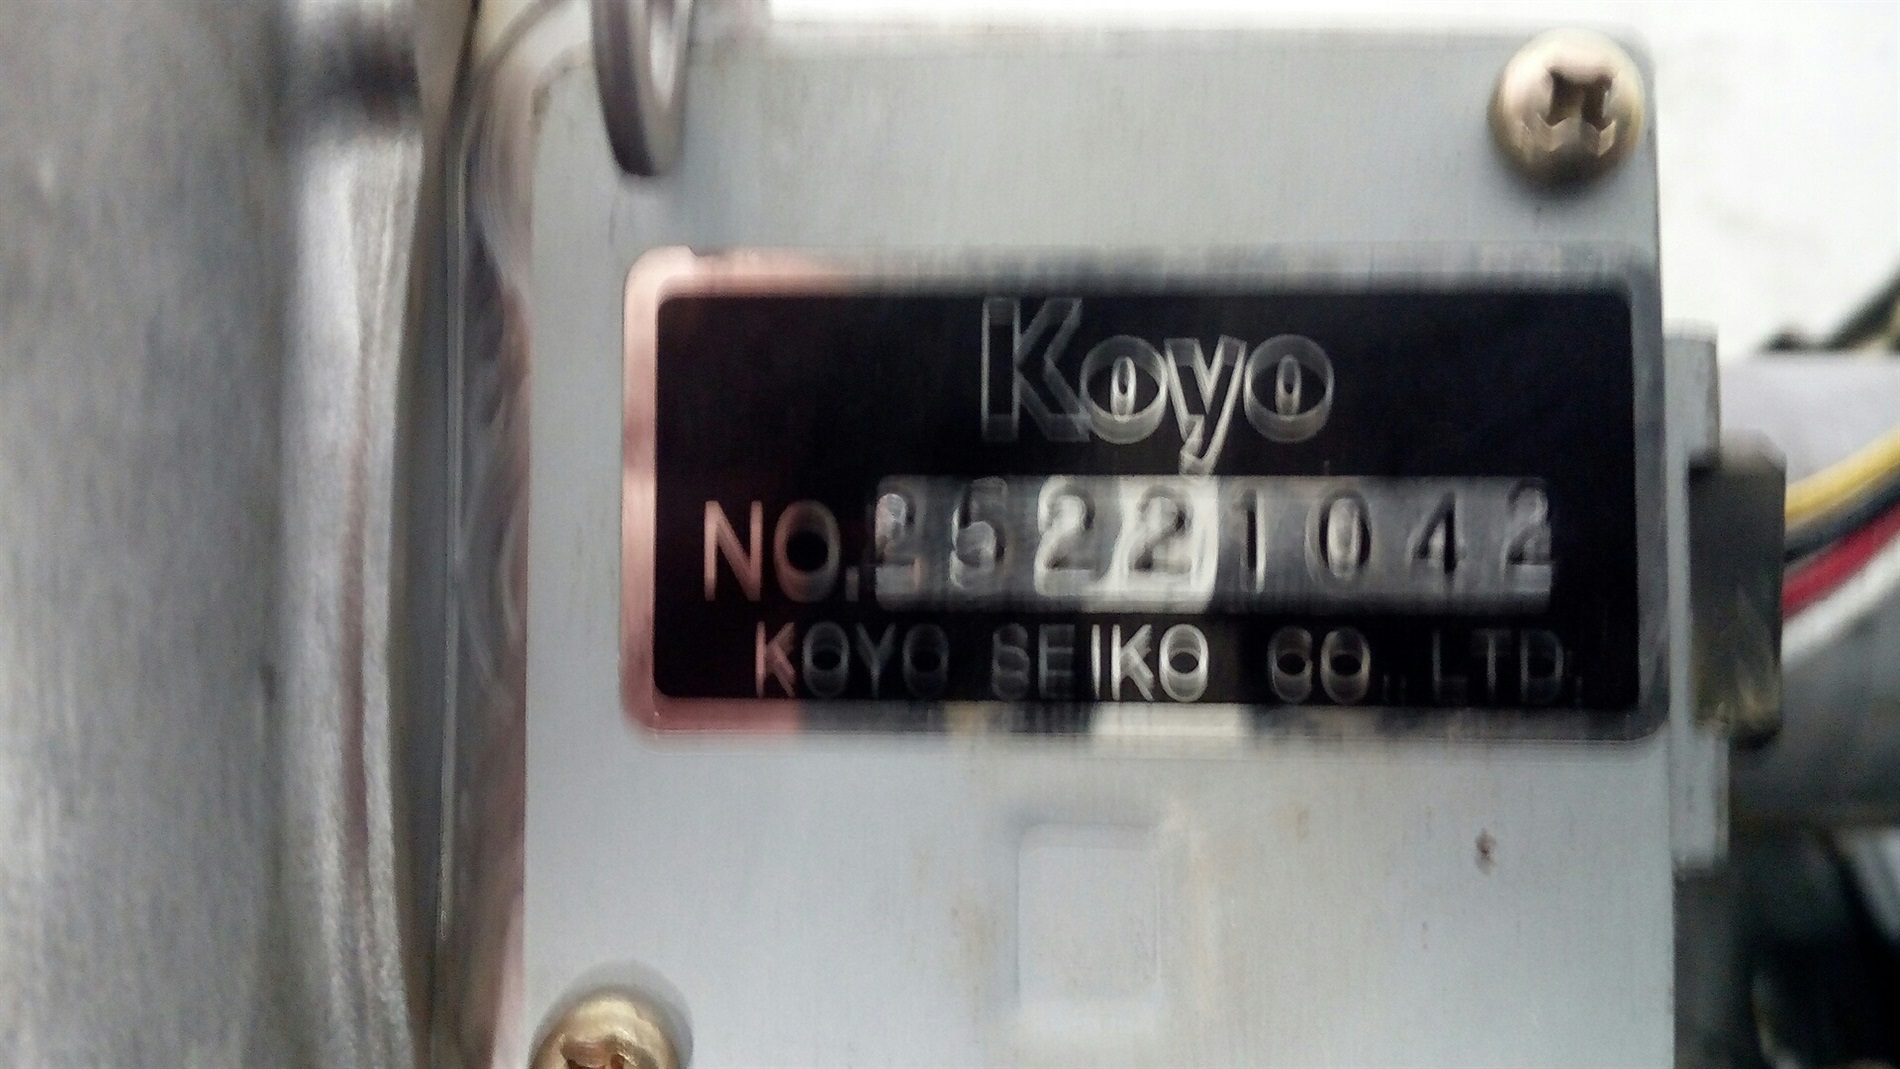 Koyo
NO. 25221042
KOYO SEIKO CO., LTD.